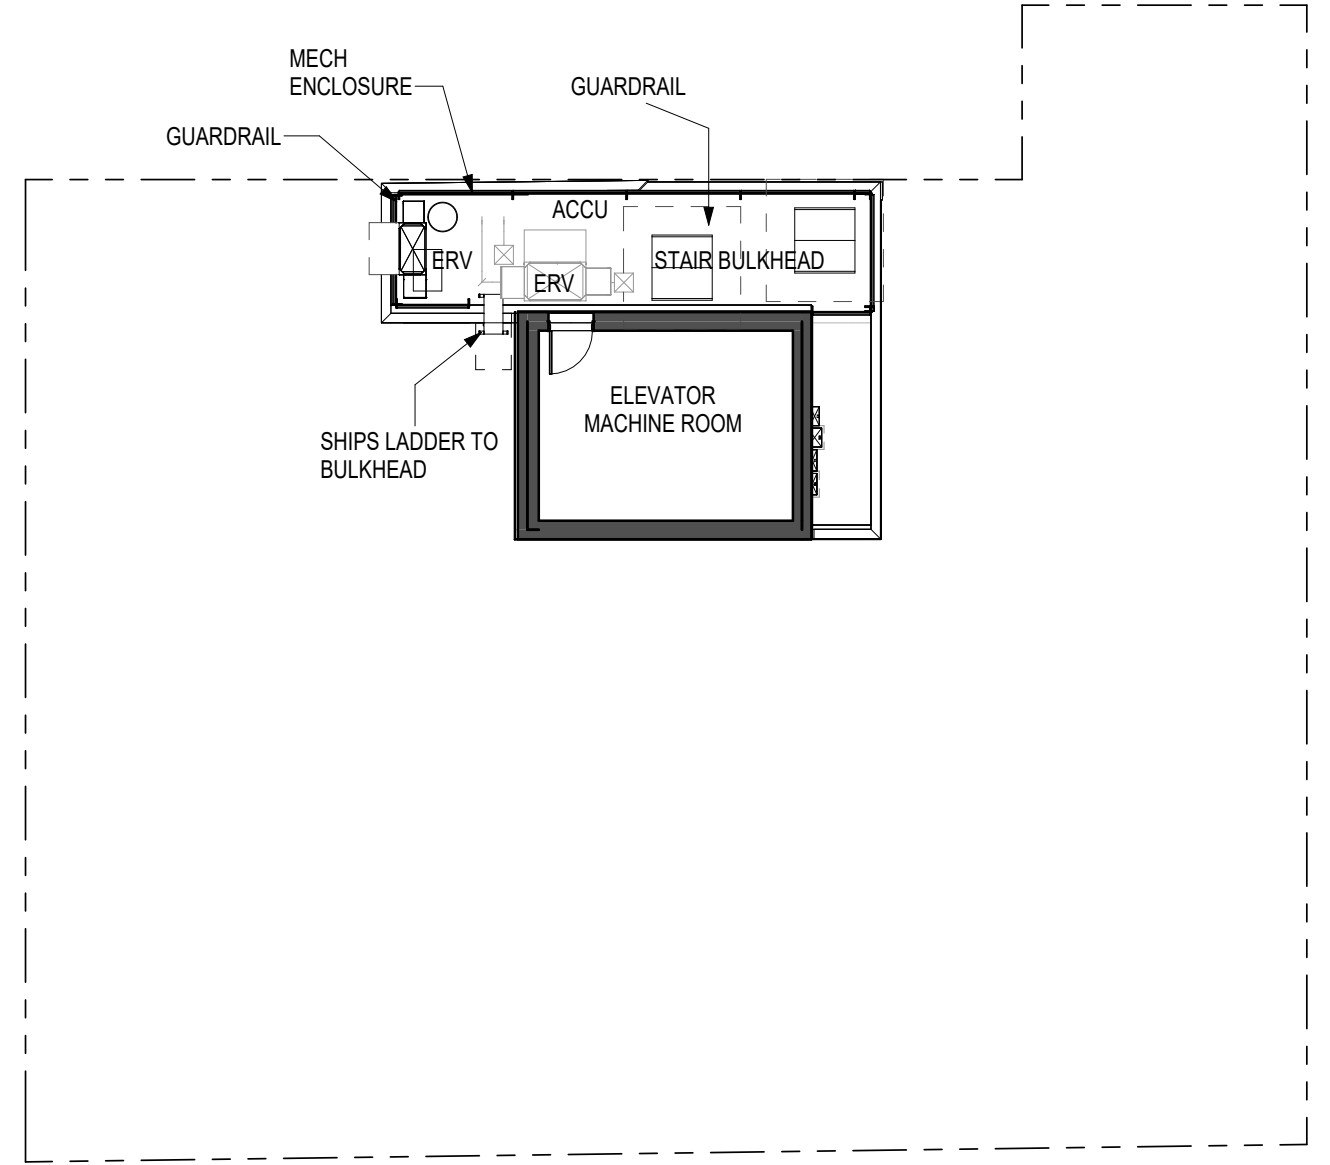 MECH
ENCLOSURE
GUARDRAIL
GUARDRAIL
ACCU
ERV
STAIR BULKHEAD
ERV
ELEVATOR
MACHINE ROOM
SHIPS LADDER TO
BULKHEAD